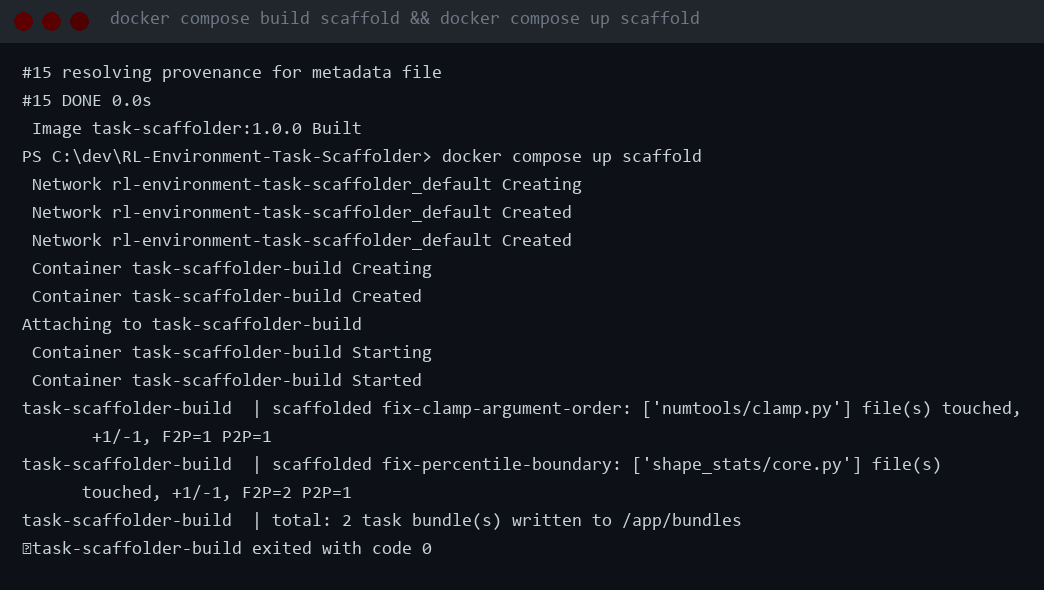 docker compose build scaffold && docker compose up scaffold
#15 resolving provenance for metadata file
#15 DONE 0.0s
Image task-scaffolder:1.0.0 Built
PS C:\dev\RL-Environment-Task-Scaffolder> docker compose up scaffold
Network rl-environment-task-scaffolder_default Creating
Network rl-environment-task-scaffolder_default Created
Network rl-environment-task-scaffolder_default Created
Container task-scaffolder-build Creating
Container task-scaffolder-build Created
Attaching to task-scaffolder-build
Container task-scaffolder-build Starting
Container task-scaffolder-build Started
task-scaffolder-build  | scaffolded fix-clamp-argument-order: ['numtools/clamp.py'] file(s) touched,
+1/-1, F2P=1 P2P=1
task-scaffolder-build  | scaffolded fix-percentile-boundary: ['shape_stats/core.py'] file(s)
touched, +1/-1, F2P=2 P2P=1
task-scaffolder-build  | total: 2 task bundle(s) written to /app/bundles
task-scaffolder-build exited with code 0